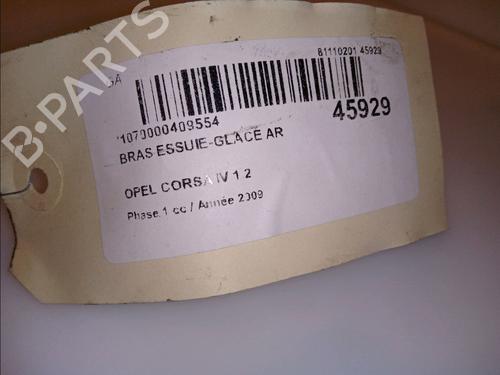 B-PARTS
GA
81110201 45929
1070000409554
45929
BRAS ESSUIE-GLACE AR
OPEL CORSA IV 1 2
Phase 1 cc / Année 2009